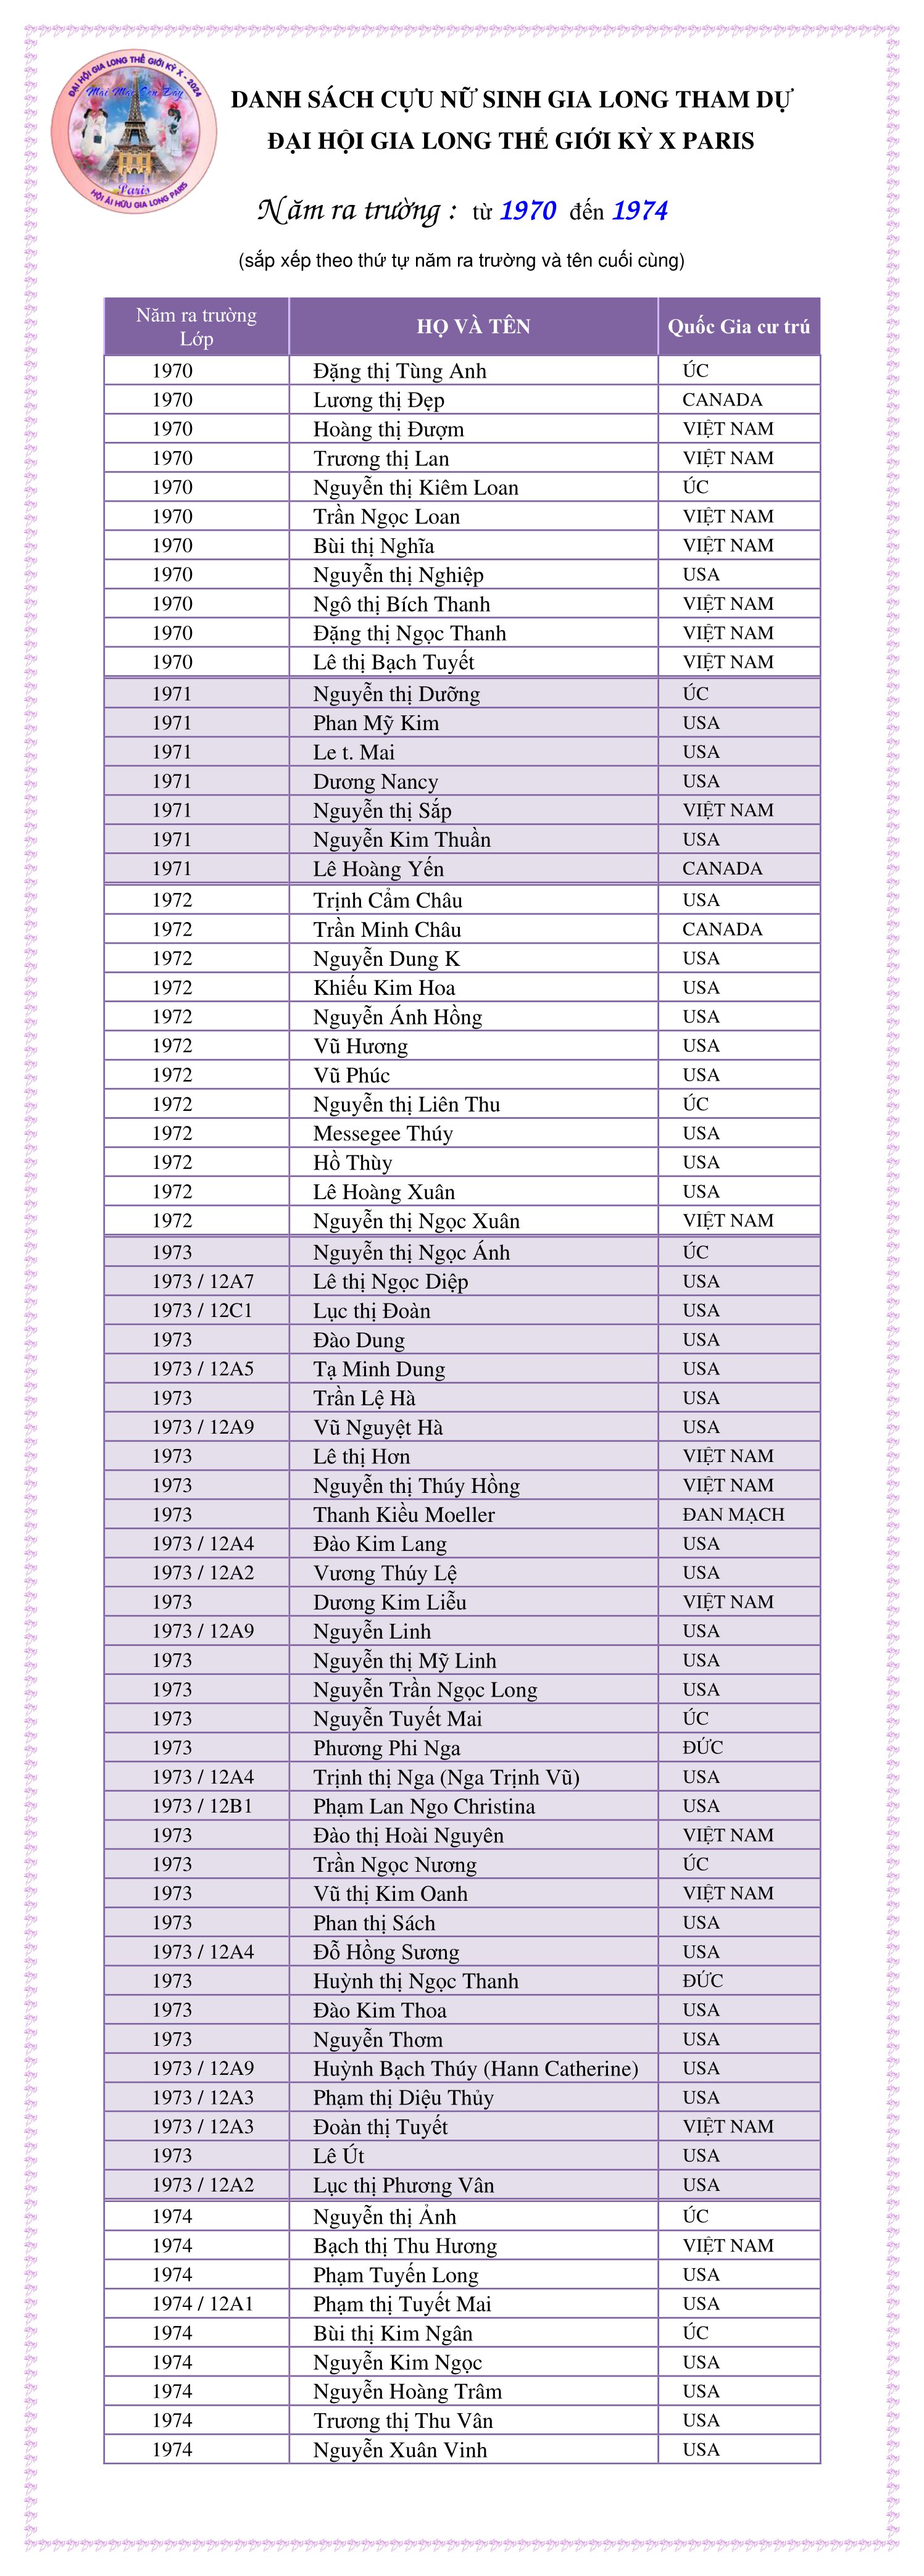 ĐẠI HỘI GIA LONG THẾ GIỚI KỲ X - 2024
Mãi Mãi Còn Đây
Paris
HỘI ÁI HỮU GIA LONG PARIS
DANH SÁCH CỰU NỮ SINH GIA LONG THAM DỰ
ĐẠI HỘI GIA LONG THẾ GIỚI KỲ X PARIS
Năm ra trường : từ 1970 đến 1974
(sắp xếp theo thứ tự năm ra trường và tên cuối cùng)
Năm ra trường
Lớp
HỌ VÀ TÊN
Quốc Gia cư trú
1970 Đặng thị Tùng Anh ÚC
1970 Lương thị Đẹp CANADA
1970 Hoàng thị Đượm VIỆT NAM
1970 Trương thị Lan VIỆT NAM
1970 Nguyễn thị Kiêm Loan ÚC
1970 Trần Ngọc Loan VIỆT NAM
1970 Bùi thị Nghĩa VIỆT NAM
1970 Nguyễn thị Nghiệp USA
1970 Ngô thị Bích Thanh VIỆT NAM
1970 Đặng thị Ngọc Thanh VIỆT NAM
1970 Lê thị Bạch Tuyết VIỆT NAM
1971 Nguyễn thị Dưỡng ÚC
1971 Phan Mỹ Kim USA
1971 Le t. Mai USA
1971 Dương Nancy USA
1971 Nguyễn thị Sắp VIỆT NAM
1971 Nguyễn Kim Thuần USA
1971 Lê Hoàng Yến CANADA
1972 Trịnh Cẩm Châu USA
1972 Trần Minh Châu CANADA
1972 Nguyễn Dung K USA
1972 Khiếu Kim Hoa USA
1972 Nguyễn Ánh Hồng USA
1972 Vũ Hương USA
1972 Vũ Phúc USA
1972 Nguyễn thị Liên Thu ÚC
1972 Messegee Thúy USA
1972 Hồ Thùy USA
1972 Lê Hoàng Xuân USA
1972 Nguyễn thị Ngọc Xuân VIỆT NAM
1973 Nguyễn thị Ngọc Ánh ÚC
1973 / 12A7 Lê thị Ngọc Diệp USA
1973 / 12C1 Lục thị Đoàn USA
1973 Đào Dung USA
1973 / 12A5 Tạ Minh Dung USA
1973 Trần Lệ Hà USA
1973 / 12A9 Vũ Nguyệt Hà USA
1973 Lê thị Hơn VIỆT NAM
1973 Nguyễn thị Thúy Hồng VIỆT NAM
1973 Thanh Kiều Moeller ĐAN MẠCH
1973 / 12A4 Đào Kim Lang USA
1973 / 12A2 Vương Thúy Lệ USA
1973 Dương Kim Liễu VIỆT NAM
1973 / 12A9 Nguyễn Linh USA
1973 Nguyễn thị Mỹ Linh USA
1973 Nguyễn Trần Ngọc Long USA
1973 Nguyễn Tuyết Mai ÚC
1973 Phương Phi Nga ĐỨC
1973 / 12A4 Trịnh thị Nga (Nga Trịnh Vũ) USA
1973 / 12B1 Phạm Lan Ngo Christina USA
1973 Đào thị Hoài Nguyên VIỆT NAM
1973 Trần Ngọc Nương ÚC
1973 Vũ thị Kim Oanh VIỆT NAM
1973 Phan thị Sách USA
1973 / 12A4 Đỗ Hồng Sương USA
1973 Huỳnh thị Ngọc Thanh ĐỨC
1973 Đào Kim Thoa USA
1973 Nguyễn Thơm USA
1973 / 12A9 Huỳnh Bạch Thúy (Hann Catherine) USA
1973 / 12A3 Phạm thị Diệu Thủy USA
1973 / 12A3 Đoàn thị Tuyết VIỆT NAM
1973 Lê Út USA
1973 / 12A2 Lục thị Phương Vân USA
1974 Nguyễn thị Ảnh ÚC
1974 Bạch thị Thu Hương VIỆT NAM
1974 Phạm Tuyến Long USA
1974 / 12A1 Phạm thị Tuyết Mai USA
1974 Bùi thị Kim Ngân ÚC
1974 Nguyễn Kim Ngọc USA
1974 Nguyễn Hoàng Trâm USA
1974 Trương thị Thu Vân USA
1974 Nguyễn Xuân Vinh USA